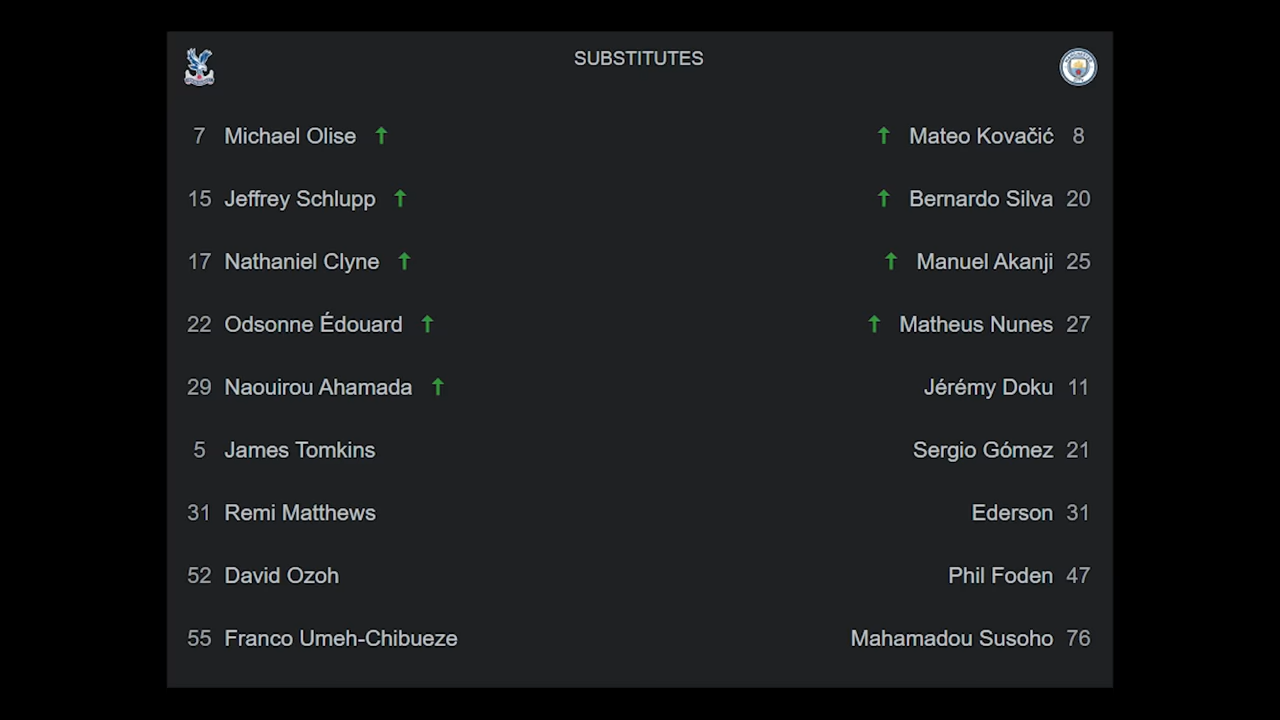 SUBSTITUTES
7 Michael Olise ↑ ↑ Mateo Kovačić 8
15 Jeffrey Schlupp ↑ ↑ Bernardo Silva 20
17 Nathaniel Clyne ↑ ↑ Manuel Akanji 25
22 Odsonne Édouard ↑ ↑ Matheus Nunes 27
29 Naouirou Ahamada ↑ Jérémy Doku 11
5 James Tomkins Sergio Gómez 21
31 Remi Matthews Ederson 31
52 David Ozoh Phil Foden 47
55 Franco Umeh-Chibueze Mahamadou Susoho 76